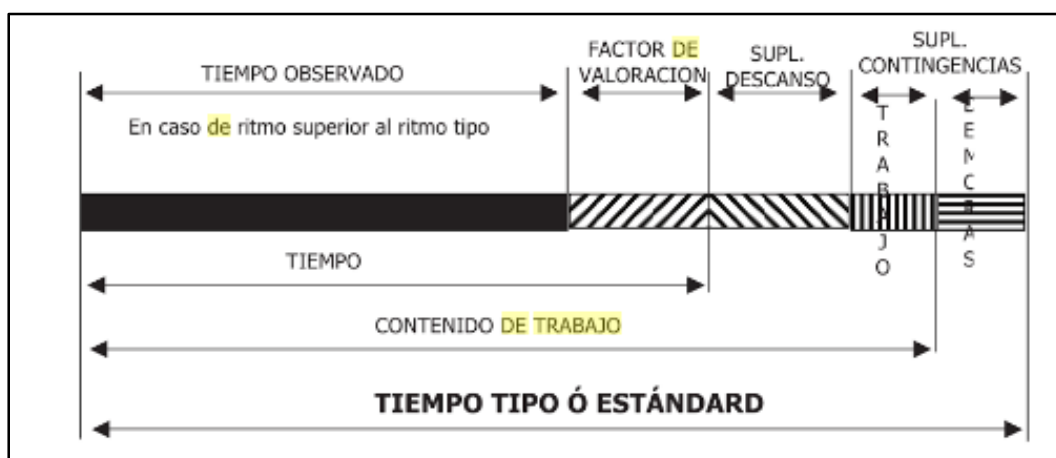 SUPL.
CONTINGENCIAS
FACTOR DE
VALORACION
SUPL.
DESCANSO
TIEMPO OBSERVADO
En caso de ritmo superior al ritmo tipo
TRABAJO
TIEMPO
CONTENIDO DE TRABAJO
TIEMPO TIPO Ó ESTÁNDARD